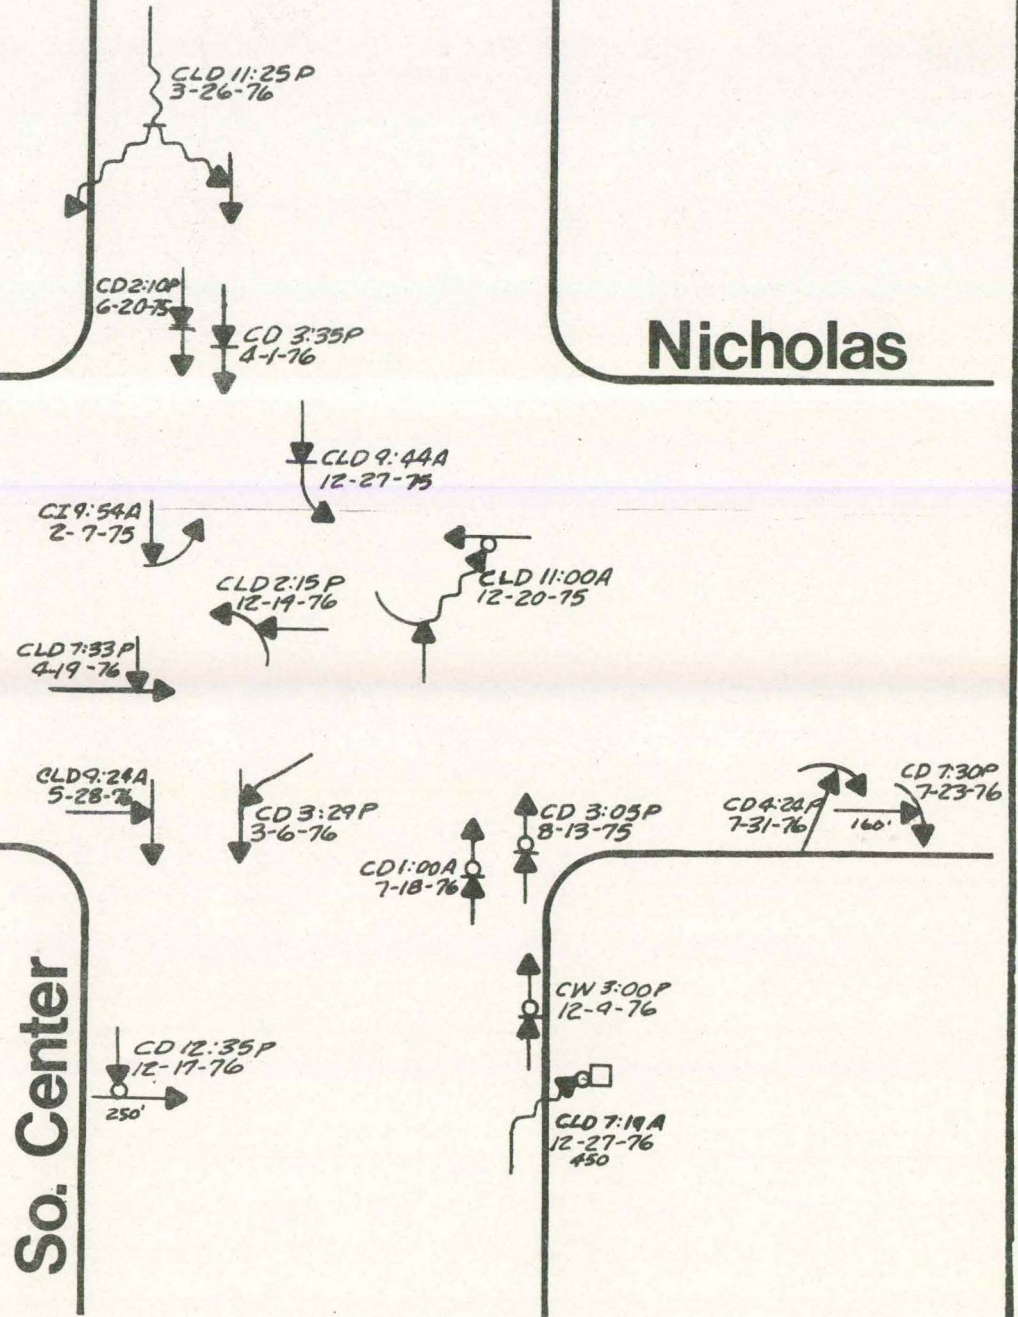 CLD 11:25P
3-26-76
CD 2:10P
6-20-75
CD 3:35P
4-1-76
Nicholas
CLD 9:44A
12-27-75
CI 9:54A
2-7-75
CLD 11:00A
12-20-75
CLD 2:15P
12-14-76
CLD 7:33P
4-19-76
CLD 9:24A
5-28-76
CD 3:29P
3-6-76
CD 3:05P
8-13-75
CD 4:24P
7-31-76
160'
CD 7:30P
7-23-76
CD 1:00A
7-18-76
CW 3:00P
12-9-76
CD 12:35P
12-17-76
250'
CLD 7:19A
12-27-76
450
So. Center